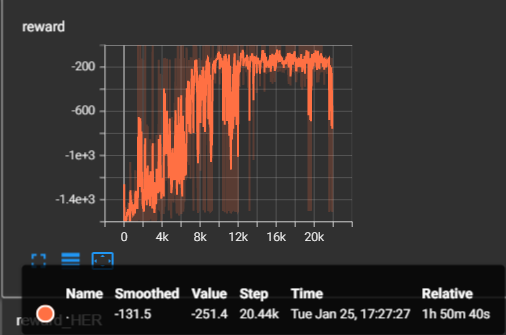 reward
-200
-600
-1e+3
-1.4e+3
0 4k 8k 12k 16k 20k
Name Smoothed Value Step Time Relative
. -131.5 -251.4 20.44k Tue Jan 25, 17:27:27 1h 50m 40s
reward_HER